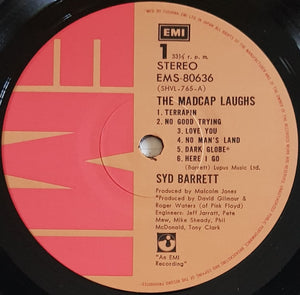 EMI
1 33⅓ r. p. m.
STEREO
EMS-80636
(SHVL-765-A)
THE MADCAP LAUGHS
1. TERRAPIN
2. NO GOOD TRYING
3. LOVE YOU
4. NO MAN'S LAND
5. DARK GLOBE*
6. HERE I GO
(Barrett) Lupus Music Ltd.
SYD BARRETT
Produced by Malcolm Jones
*Produced by David Gilmour and
Roger Waters (of Pink Floyd)
Engineers: Jeff Jarratt, Pete
Mew, Mike Sheady, Phil
McDonald, Tony Clark
"An EMI
Recording"
EMI